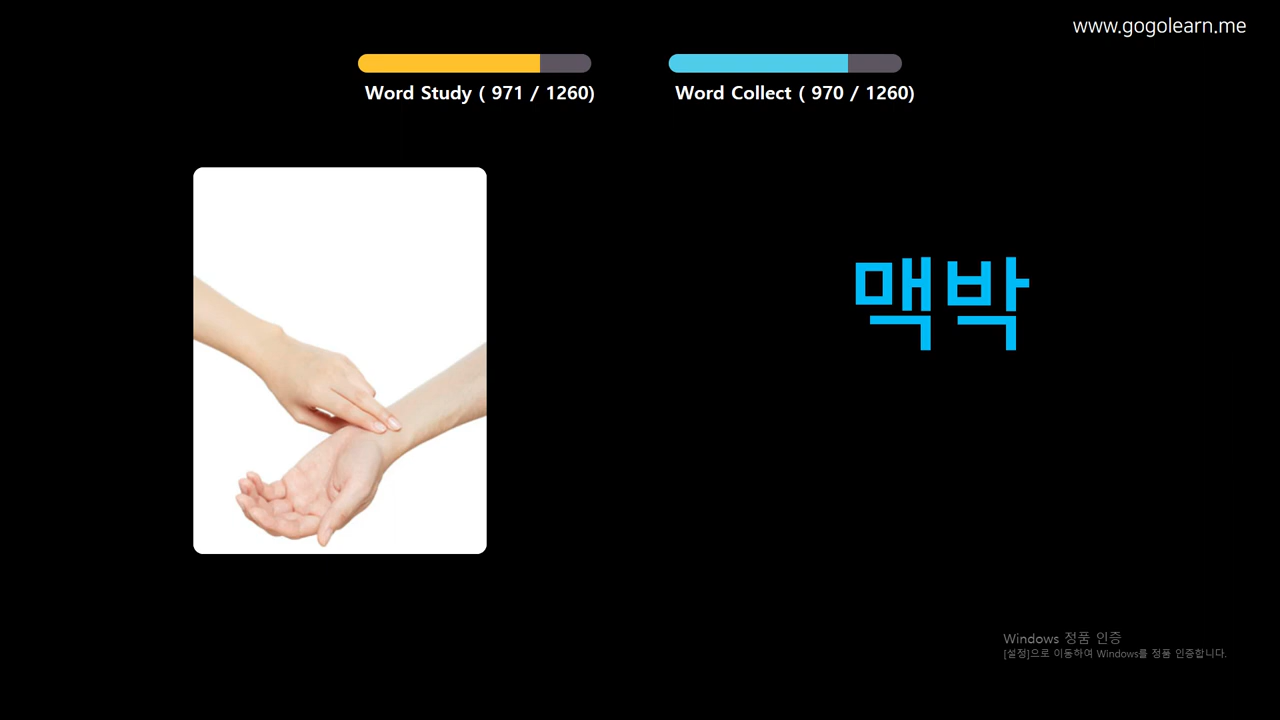 www.gogolearn.me
Word Study ( 971 / 1260)
Word Collect ( 970 / 1260)
맥박
Windows 정품 인증
[설정]으로 이동하여 Windows를 정품 인증합니다.